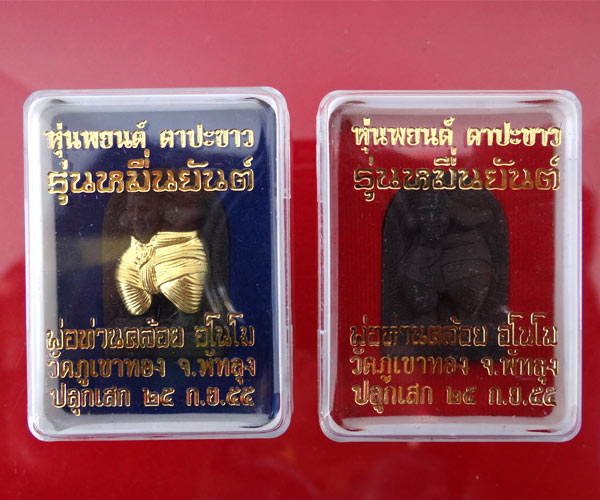 หุ่นพยนต์ ตาปะขาว
รุ่นหมื่นยันต์
พ่อท่านคล้อย อโนโม
วัดภูเขาทอง จ.พัทลุง
ปลุกเสก ๒๕ ก.ย.๕๕
หุ่นพยนต์ ตาปะขาว
รุ่นหมื่นยันต์
พ่อท่านคล้อย อโนโม
วัดภูเขาทอง จ.พัทลุง
ปลุกเสก ๒๕ ก.ย.๕๕